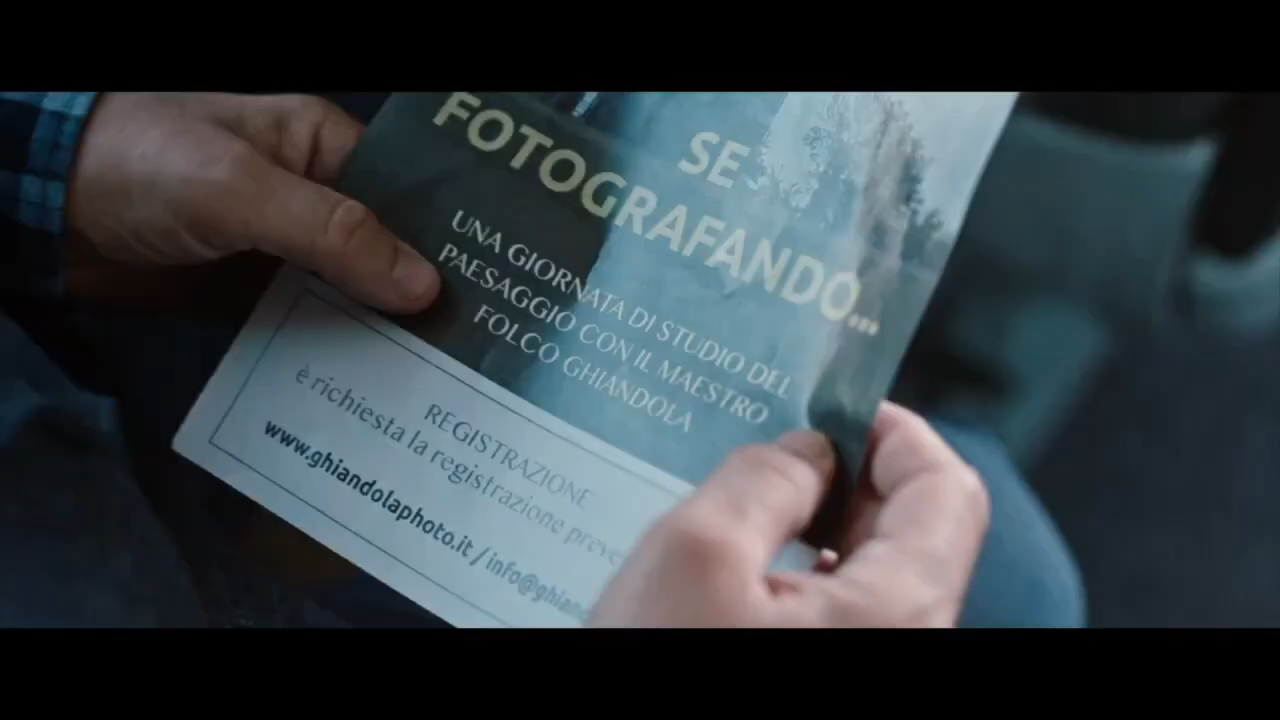 SE
FOTOGRAFANDO...
UNA GIORNATA DI STUDIO DEL
PAESAGGIO CON IL MAESTRO
FOLCO GHIANDOLA
REGISTRAZIONE
è richiesta la registrazione
www.ghiandolaphoto.it /